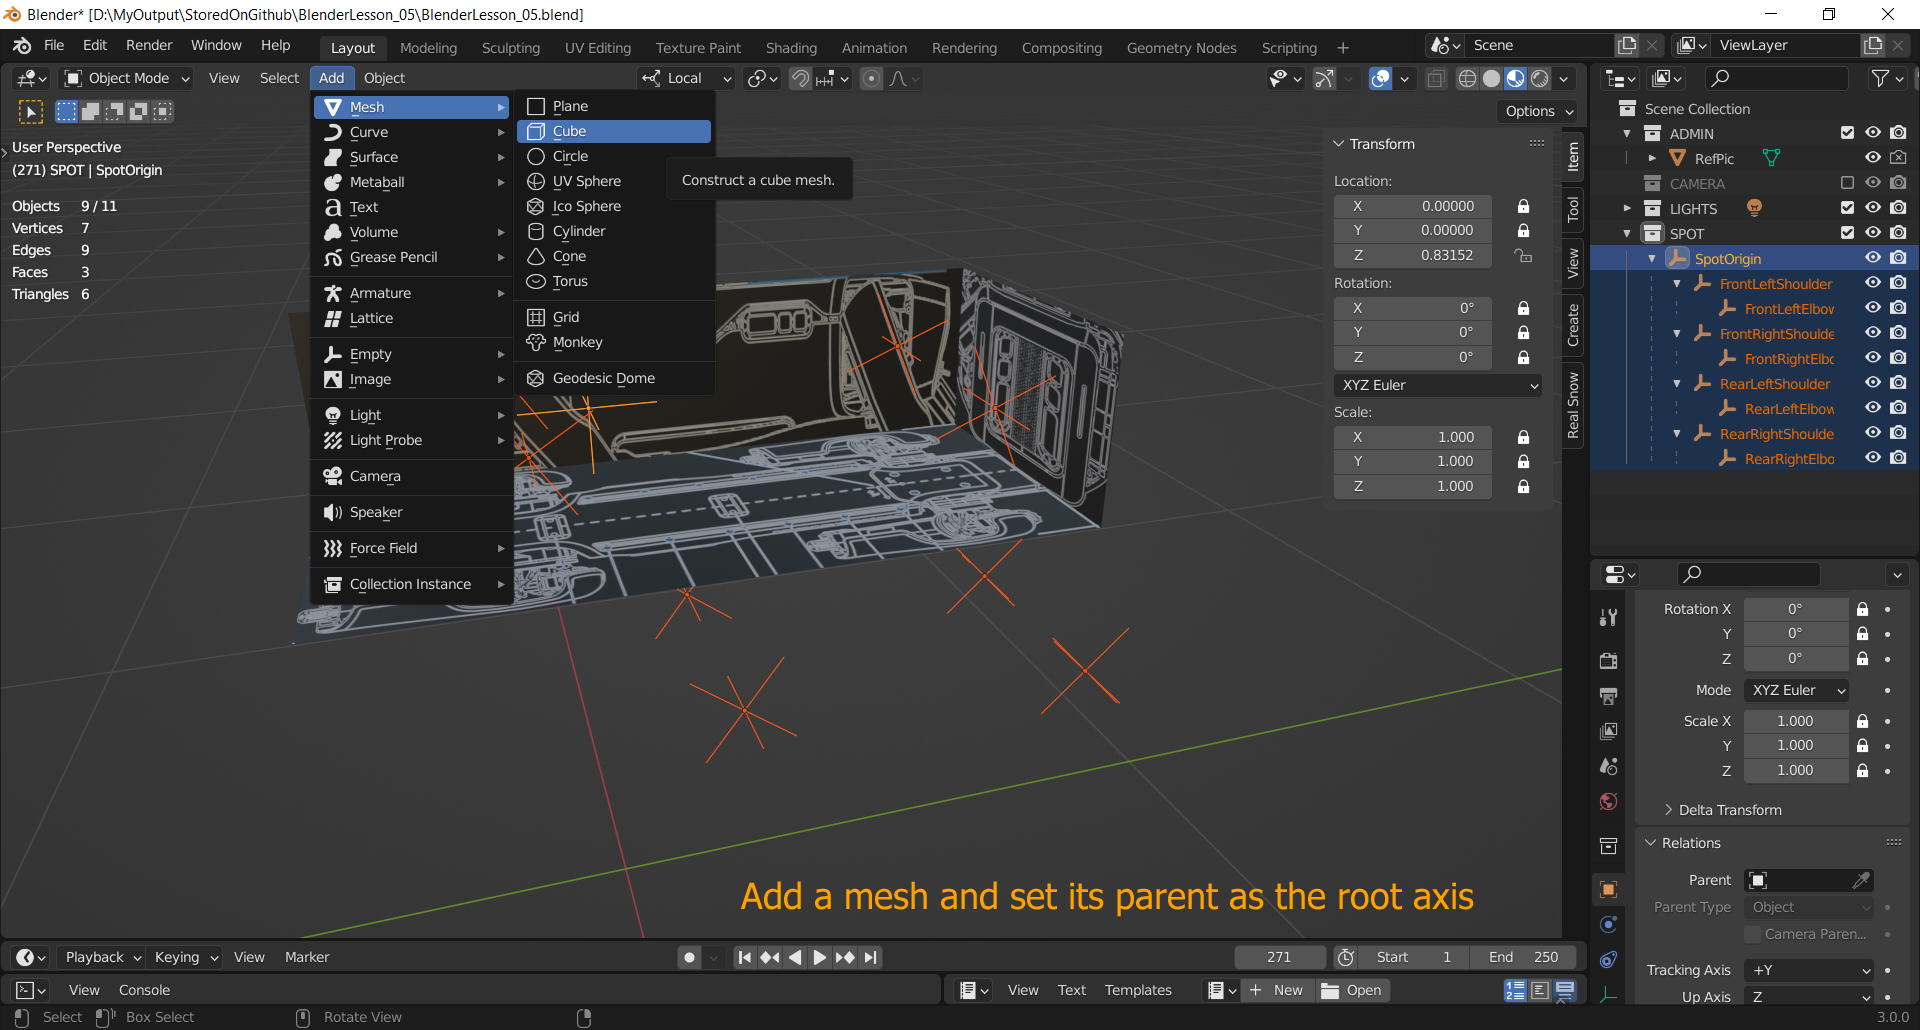 Blender* [D:\MyOutput\StoredOnGithub\BlenderLesson_05\BlenderLesson_05.blend]
File Edit Render Window Help
Layout Modeling Sculpting UV Editing Texture Paint Shading Animation Rendering Compositing Geometry Nodes Scripting +
Scene
ViewLayer
Object Mode View Select Add Object
Local
Options
User Perspective
(271) SPOT | SpotOrigin
Objects 9 / 11
Vertices 7
Edges 9
Faces 3
Triangles 6
Mesh
Curve
Surface
Metaball
Text
Volume
Grease Pencil
Armature
Lattice
Empty
Image
Light
Light Probe
Camera
Speaker
Force Field
Collection Instance
Plane
Cube
Circle
UV Sphere
Ico Sphere
Cylinder
Cone
Torus
Grid
Monkey
Geodesic Dome
Construct a cube mesh.
Transform
Location:
X 0.00000
Y 0.00000
Z 0.83152
Rotation:
X 0°
Y 0°
Z 0°
XYZ Euler
Scale:
X 1.000
Y 1.000
Z 1.000
Item
Tool
View
Create
Real Snow
Scene Collection
ADMIN
RefPic
CAMERA
LIGHTS
SPOT
SpotOrigin
FrontLeftShoulder
FrontLeftElbow
FrontRightShoulde
FrontRightElbo
RearLeftShoulder
RearLeftElbow
RearRightShoulde
RearRightElbo
Rotation X 0°
Y 0°
Z 0°
Mode XYZ Euler
Scale X 1.000
Y 1.000
Z 1.000
Delta Transform
Relations
Parent
Parent Type Object
Camera Paren...
Tracking Axis +Y
Up Axis Z
Add a mesh and set its parent as the root axis
Playback Keying View Marker
271 Start 1 End 250
View Console
View Text Templates + New Open
Select Box Select Rotate View
3.0.0